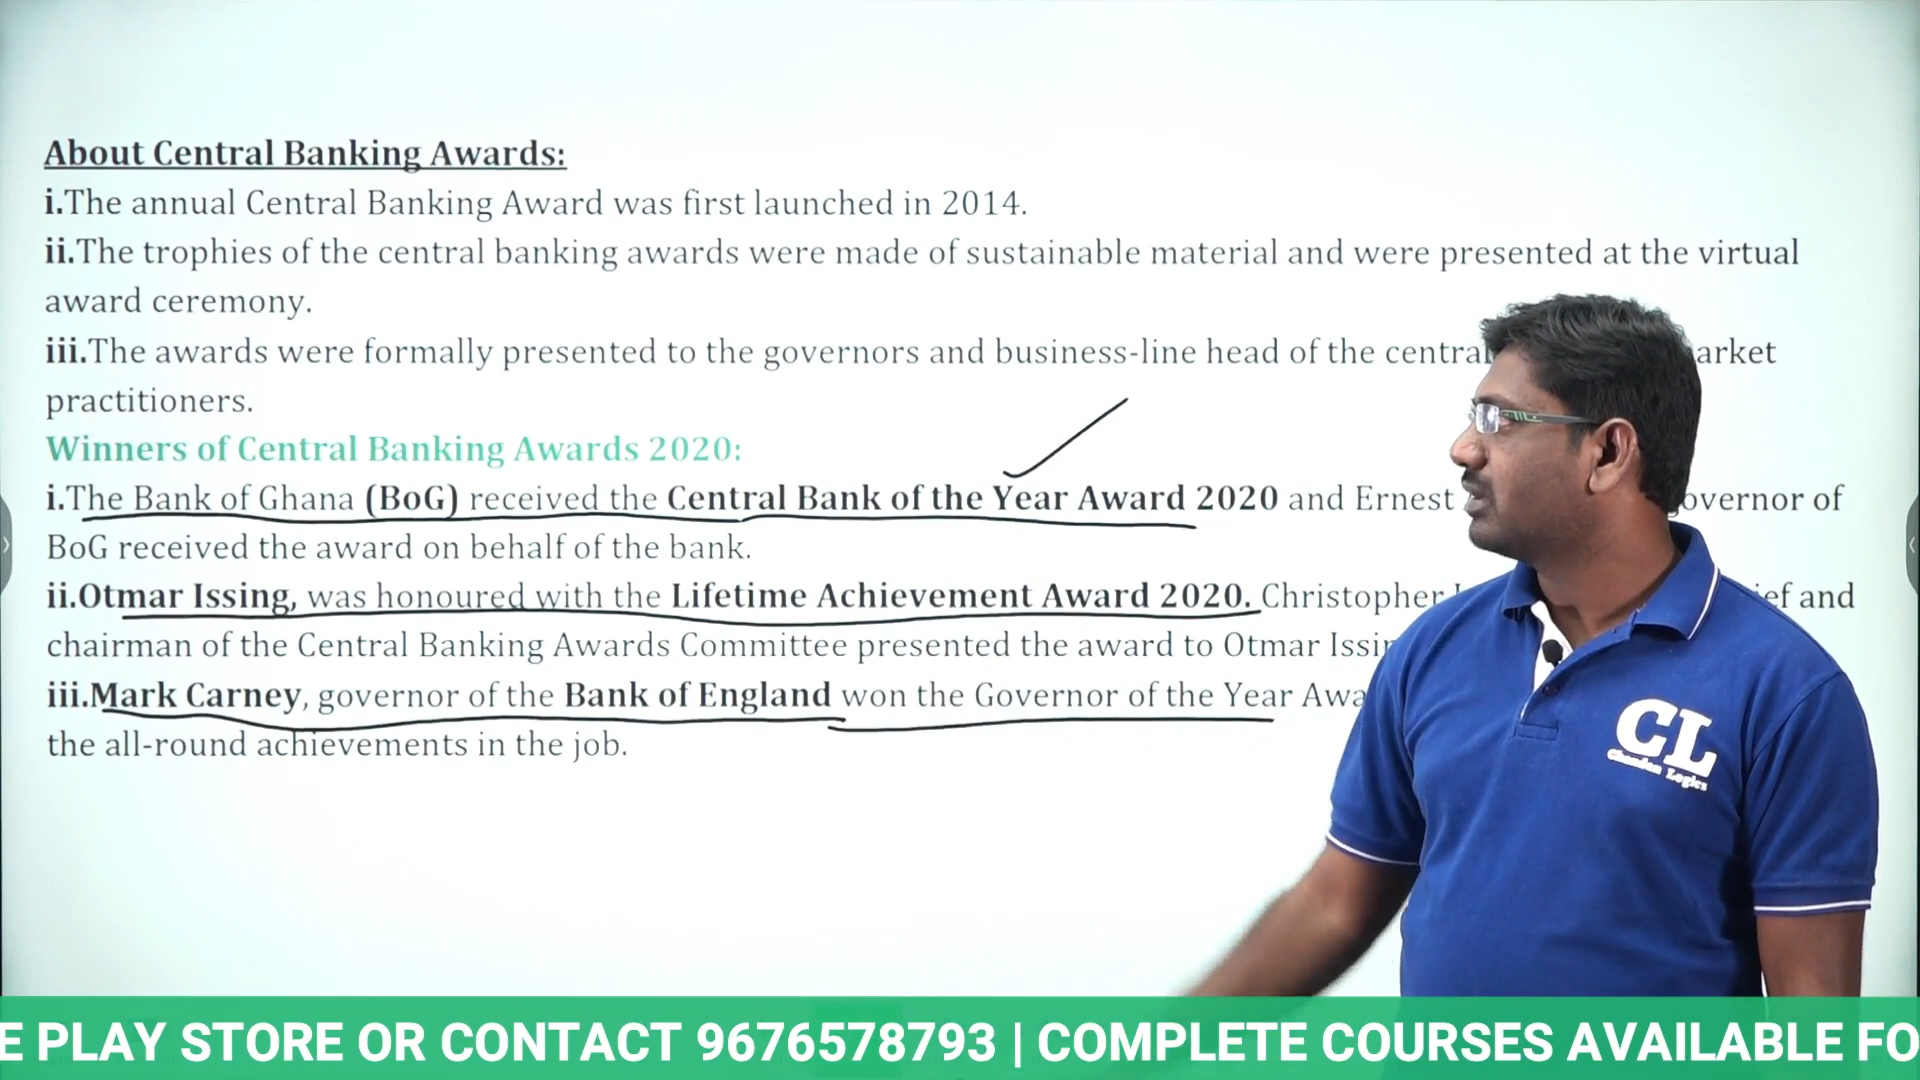 About Central Banking Awards:
i.The annual Central Banking Award was first launched in 2014.
ii.The trophies of the central banking awards were made of sustainable material and were presented at the virtual
award ceremony.
iii.The awards were formally presented to the governors and business-line head of the central arket
practitioners.
Winners of Central Banking Awards 2020:
i.The Bank of Ghana (BoG) received the Central Bank of the Year Award 2020 and Ernest overnor of
BoG received the award on behalf of the bank.
ii.Otmar Issing, was honoured with the Lifetime Achievement Award 2020. Christopher ef and
chairman of the Central Banking Awards Committee presented the award to Otmar Issin
iii.Mark Carney, governor of the Bank of England won the Governor of the Year Awa
the all-round achievements in the job.
CL
Chandan Logics
E PLAY STORE OR CONTACT 9676578793 | COMPLETE COURSES AVAILABLE FO